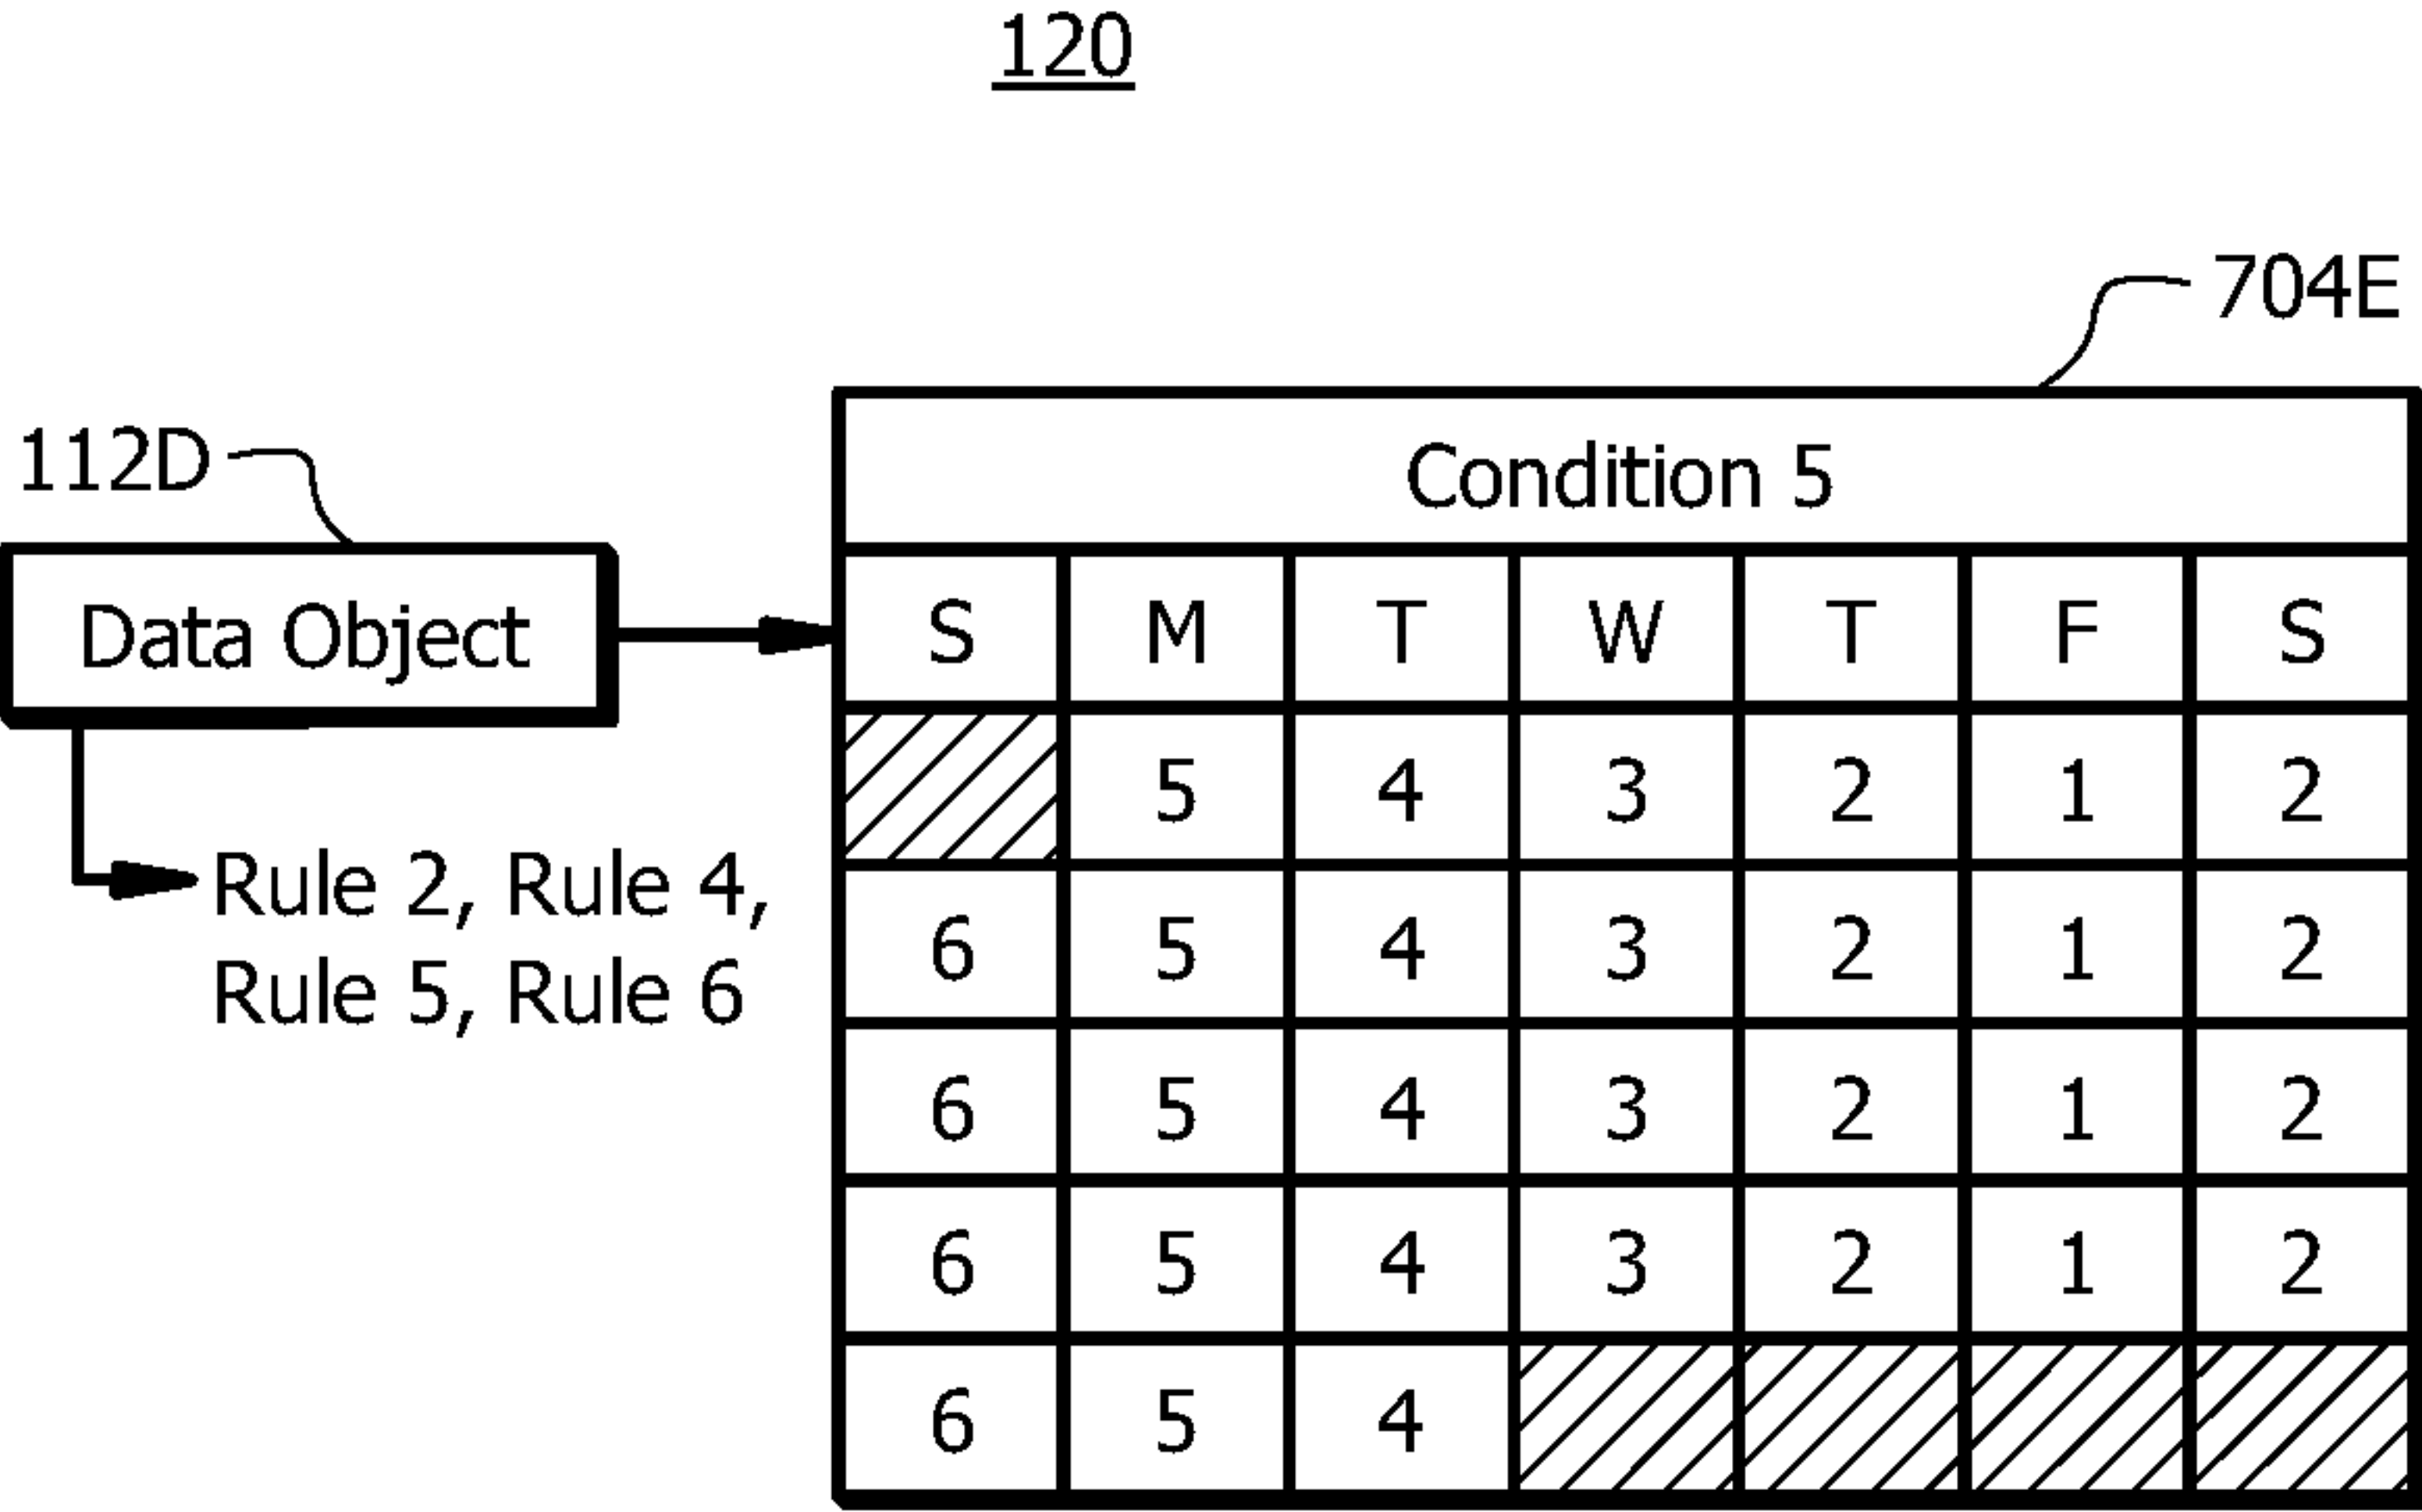 120
704E
112D
Condition 5
Data Object
S M T W T F S
5 4 3 2 1 2
Rule 2, Rule 4,
Rule 5, Rule 6
6 5 4 3 2 1 2
6 5 4 3 2 1 2
6 5 4 3 2 1 2
6 5 4